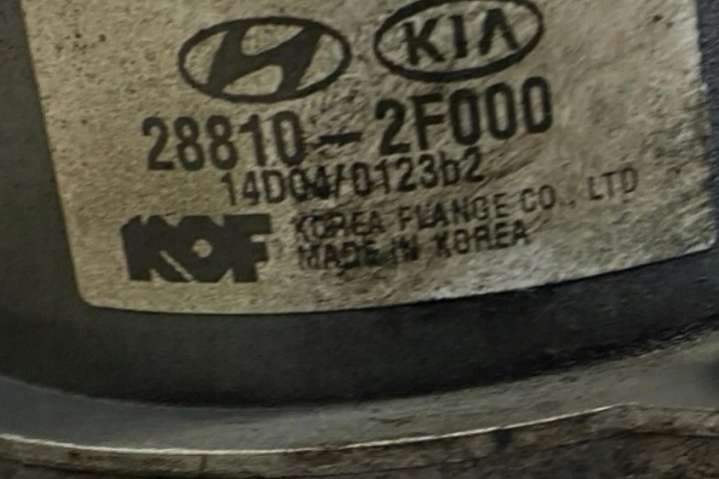 KIA
28810-2F000
14D04/0123b2
KOF KOREA FLANGE CO., LTD
MADE IN KOREA